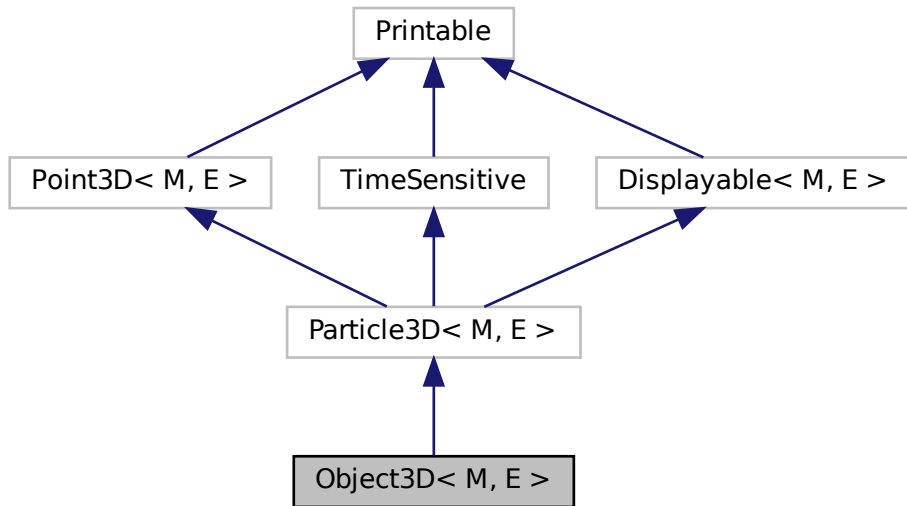 Printable
Point3D< M, E >
TimeSensitive
Displayable< M, E >
Particle3D< M, E >
Object3D< M, E >